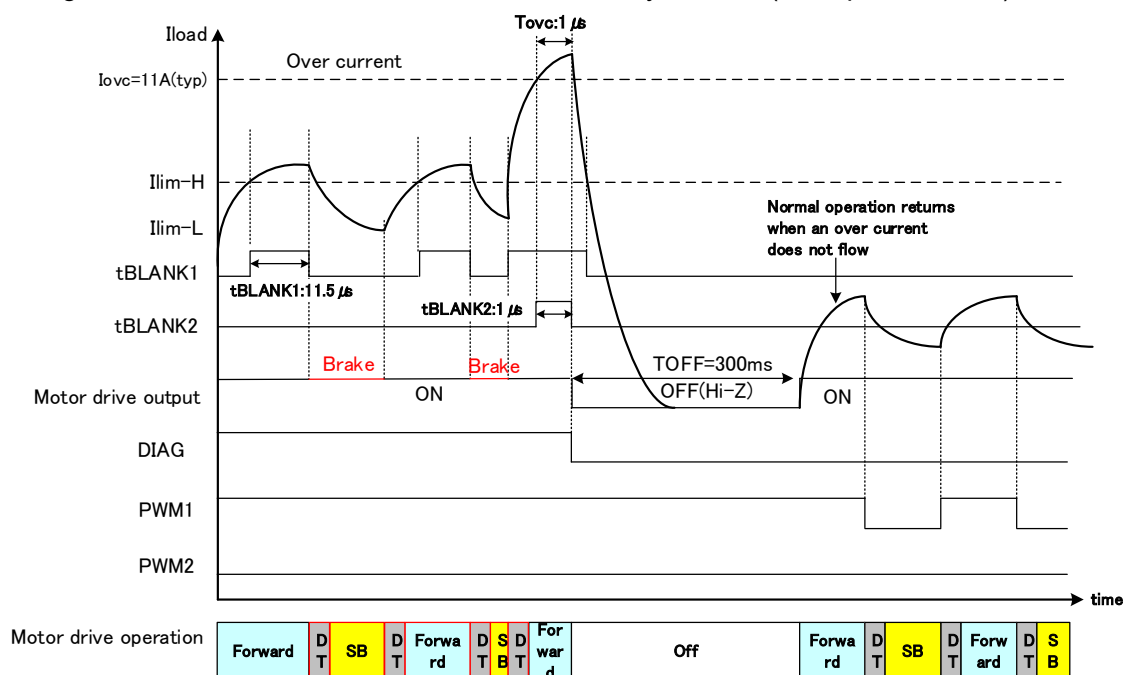 Tovc:1 μs
Iload
Over current
Iovc=11A(typ)
Ilim-H
Ilim-L
Normal operation returns
when an over current
does not flow
tBLANK1
tBLANK1:11.5 μs
tBLANK2:1 μs
tBLANK2
Brake
Brake
TOFF=300ms
Motor drive output
ON
OFF(Hi-Z)
ON
DIAG
PWM1
PWM2
time
Motor drive operation
Forward
DT
SB
DT
Forward
DT
SB
DT
Forward
Off
Forward
DT
SB
DT
Forward
DT
SB